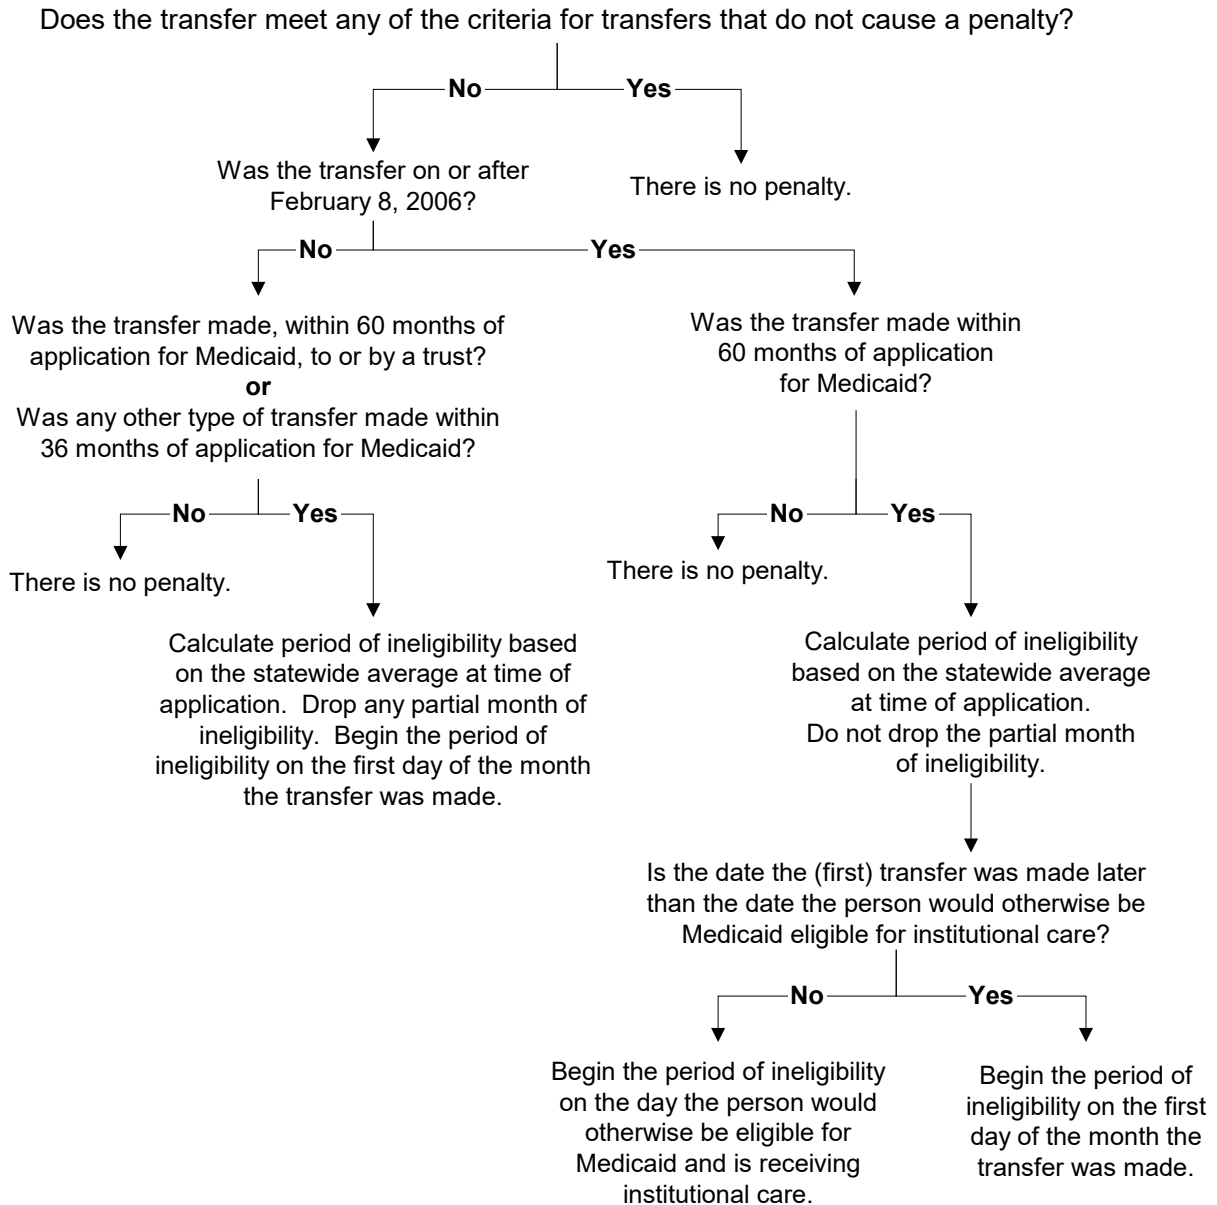 Does the transfer meet any of the criteria for transfers that do not cause a penalty?
No
Yes
Was the transfer on or after
February 8, 2006?
There is no penalty.
No
Yes
Was the transfer made, within 60 months of
application for Medicaid, to or by a trust?
or
Was any other type of transfer made within
36 months of application for Medicaid?
Was the transfer made within
60 months of application
for Medicaid?
No
Yes
No
Yes
There is no penalty.
There is no penalty.
Calculate period of ineligibility based
on the statewide average at time of
application.  Drop any partial month of
ineligibility.  Begin the period of
ineligibility on the first day of the month
the transfer was made.
Calculate period of ineligibility
based on the statewide average
at time of application.
Do not drop the partial month
of ineligibility.
Is the date the (first) transfer was made later
than the date the person would otherwise be
Medicaid eligible for institutional care?
No
Yes
Begin the period of ineligibility
on the day the person would
otherwise be eligible for
Medicaid and is receiving
institutional care.
Begin the period of
ineligibility on the first
day of the month the
transfer was made.